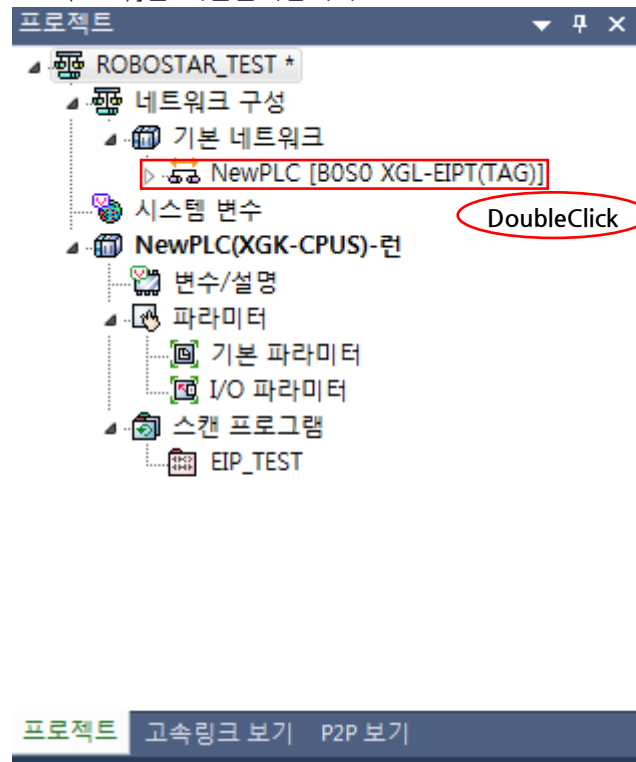 프로젝트
ROBOSTAR_TEST *
네트워크 구성
기본 네트워크
NewPLC [B0S0 XGL-EIPT(TAG)]
시스템 변수
DoubleClick
NewPLC(XGK-CPUS)-런
변수/설명
파라미터
기본 파라미터
I/O 파라미터
스캔 프로그램
EIP_TEST
프로젝트 고속링크 보기 P2P 보기